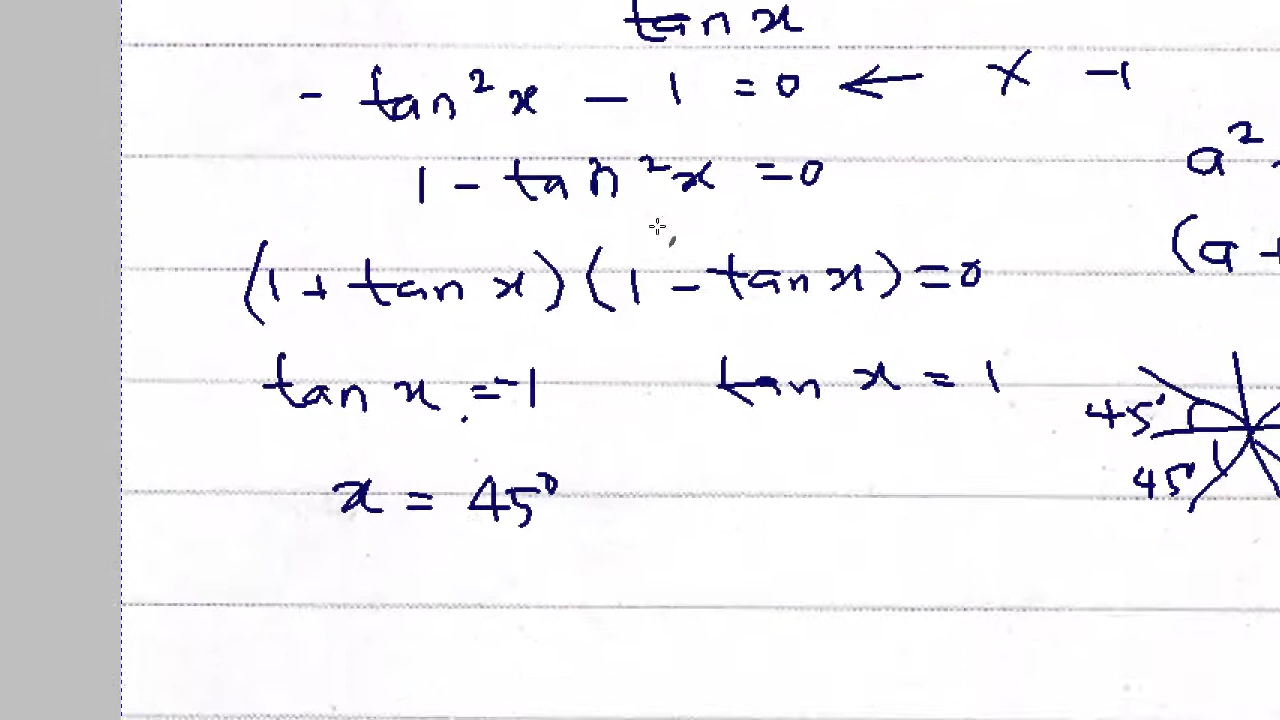 tan x
- tan²x - 1 = 0 ← × -1
1 - tan²x = 0
a²
(1 + tan x)(1 - tan x) = 0
(a +
tan x = -1
tan x = 1
45°
45°
x = 45°